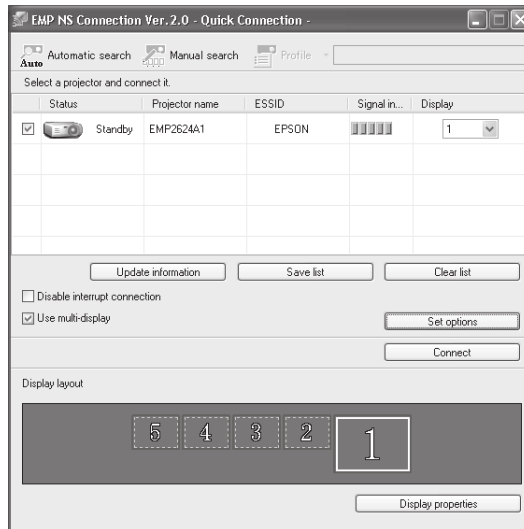 EMP NS Connection Ver.2.0 - Quick Connection -
Auto Automatic search Manual search Profile
Select a projector and connect it.
Status Projector name ESSID Signal in... Display
Standby EMP2624A1 EPSON 1
Update information Save list Clear list
Disable interrupt connection
Use multi-display
Set options
Connect
Display layout
5 4 3 2 1
Display properties